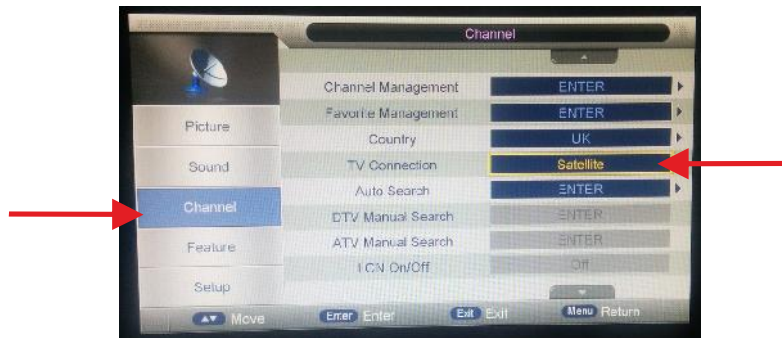 Channel
Channel Management ENTER
Favorite Management ENTER
Picture
Country UK
Sound
TV Connection Satellite
Auto Search ENTER
Channel
DTV Manual Search ENTER
ATV Manual Search ENTER
Feature
LCN On/Off Off
Setup
Move Enter Enter Exit Exit Menu Return